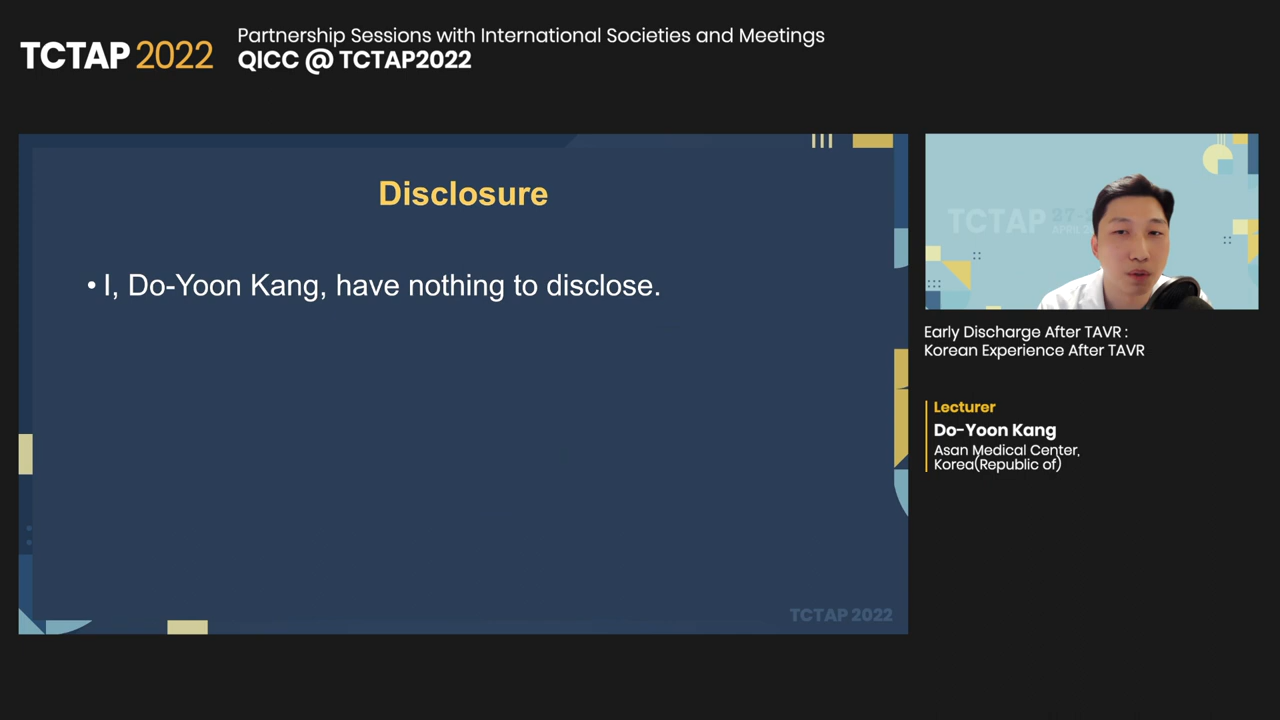 TCTAP 2022
Partnership Sessions with International Societies and Meetings
QICC @ TCTAP2022
Disclosure
• I, Do-Yoon Kang, have nothing to disclose.
TCTAP 2022
TCTAP
Early Discharge After TAVR :
Korean Experience After TAVR
Lecturer
Do-Yoon Kang
Asan Medical Center,
Korea(Republic of)